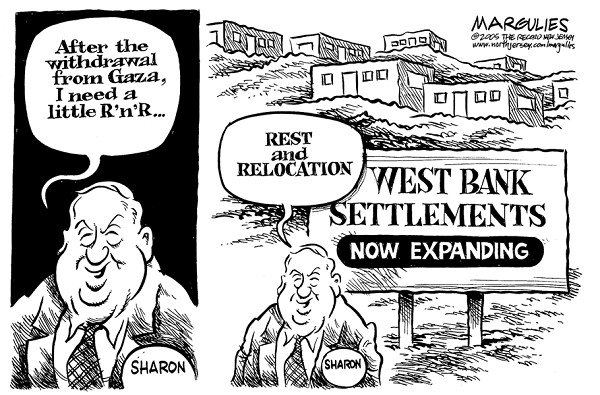 After the
withdrawal
from Gaza,
I need a
little R'n'R...
SHARON
MARGULIES
©2005 THE RECORD NEW JERSEY
www.northjersey.com/margulies
REST
and
RELOCATION
WEST BANK
SETTLEMENTS
NOW EXPANDING
SHARON